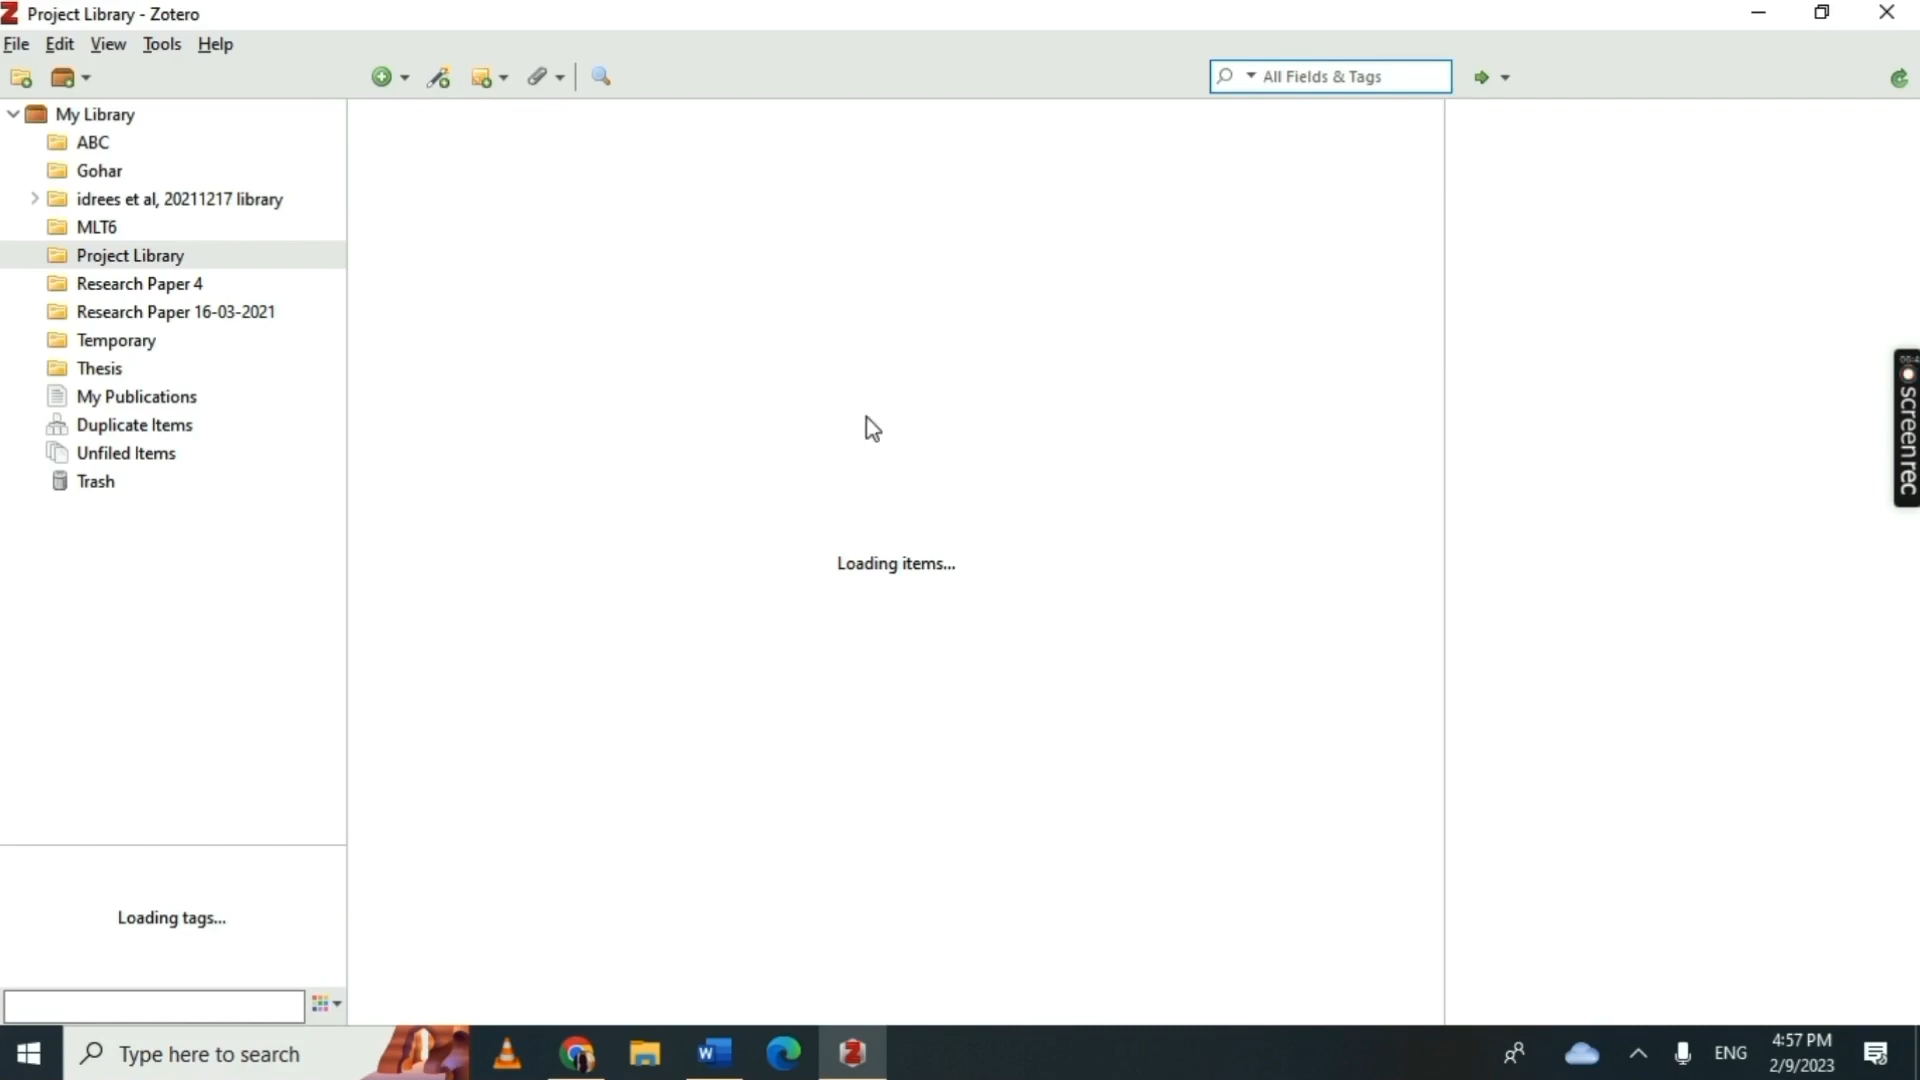 Project Library - Zotero
File Edit View Tools Help
All Fields & Tags
My Library
ABC
Gohar
idrees et al, 20211217 library
MLT6
Project Library
Research Paper 4
Research Paper 16-03-2021
Temporary
Thesis
My Publications
Duplicate Items
Unfiled Items
Trash
Loading items...
screen rec
Loading tags...
Type here to search
ENG
4:57 PM
2/9/2023